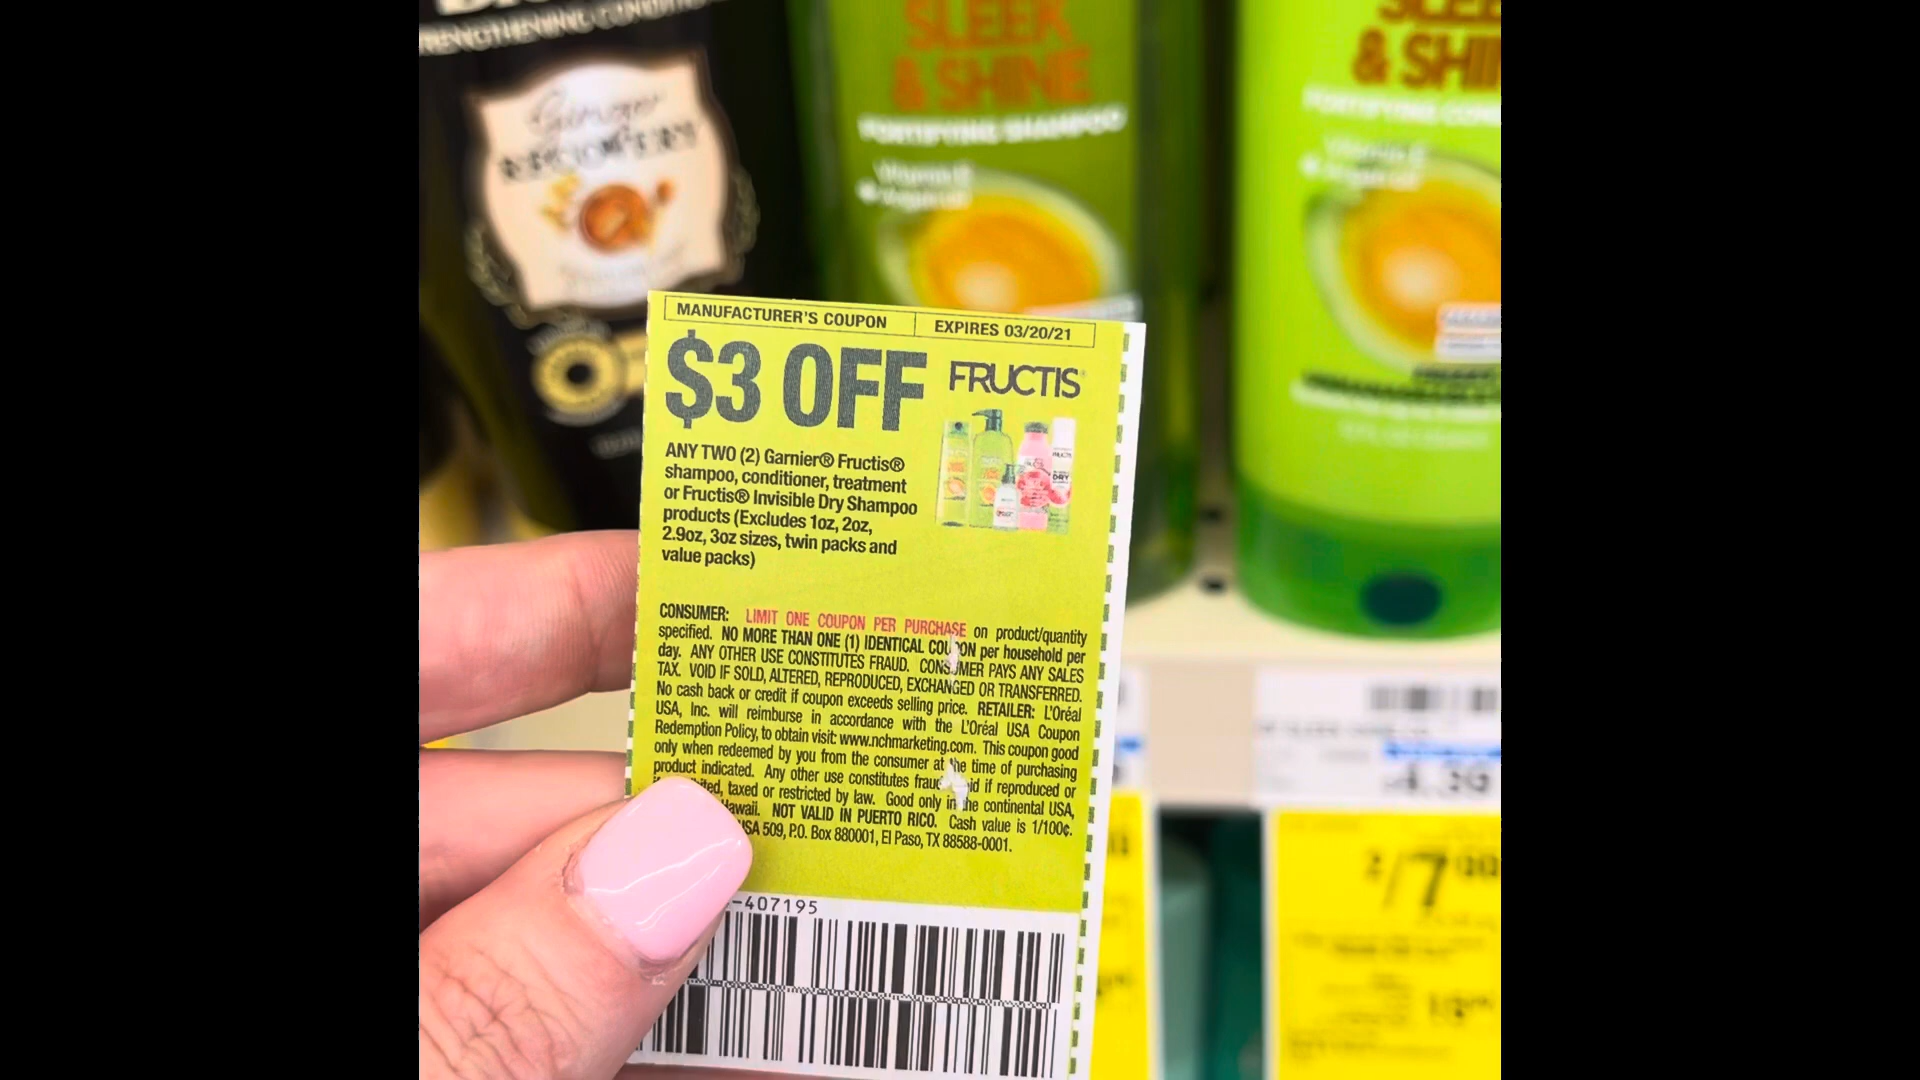 SLEEK
& SHINE
FORTIFYING SHAMPOO
SLEEK
RECOVERY
MANUFACTURER'S COUPON
EXPIRES 03/20/21
$3 OFF
FRUCTIS
ANY TWO (2) Garnier® Fructis®
shampoo, conditioner, treatment
or Fructis® Invisible Dry Shampoo
products (Excludes 1oz, 2oz,
2.9oz, 3oz sizes, twin packs and
value packs)
CONSUMER: LIMIT ONE COUPON PER PURCHASE on product/quantity
specified. NO MORE THAN ONE (1) IDENTICAL COUPON per household per
day. ANY OTHER USE CONSTITUTES FRAUD. CONSUMER PAYS ANY SALES
TAX. VOID IF SOLD, ALTERED, REPRODUCED, EXCHANGED OR TRANSFERRED.
No cash back or credit if coupon exceeds selling price. RETAILER: L'Oréal
USA, Inc. will reimburse in accordance with the L'Oréal USA Coupon
Redemption Policy, to obtain visit: www.nchmarketing.com. This coupon good
only when redeemed by you from the consumer at the time of purchasing
product indicated. Any other use constitutes fraud. if reproduced or
taxed or restricted by law. Good only in the continental USA,
Hawaii. NOT VALID IN PUERTO RICO. Cash value is 1/100¢.
USA 509, P.O. Box 880001, El Paso, TX 88588-0001.
-407195
4.39
2/7 00